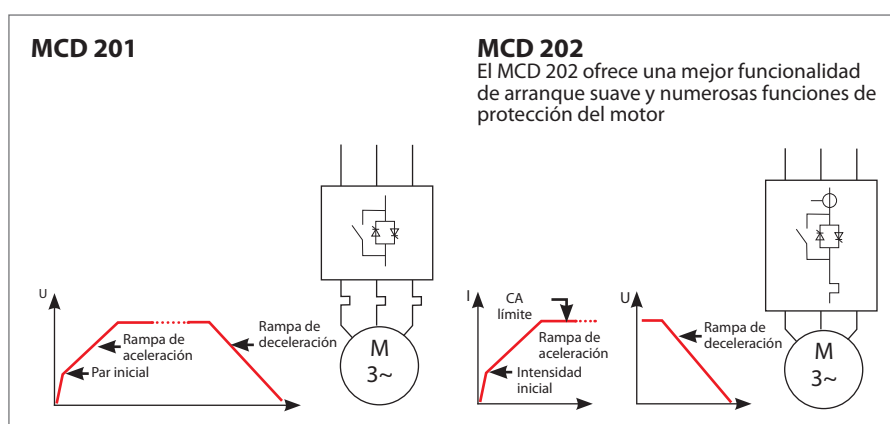 MCD 201
U
Rampa de
aceleración
Par inicial
Rampa de
deceleración
M
3~
MCD 202
El MCD 202 ofrece una mejor funcionalidad
de arranque suave y numerosas funciones de
protección del motor
I
CA
límite
Rampa de
aceleración
Intensidad
inicial
U
Rampa de
deceleración
M
3~